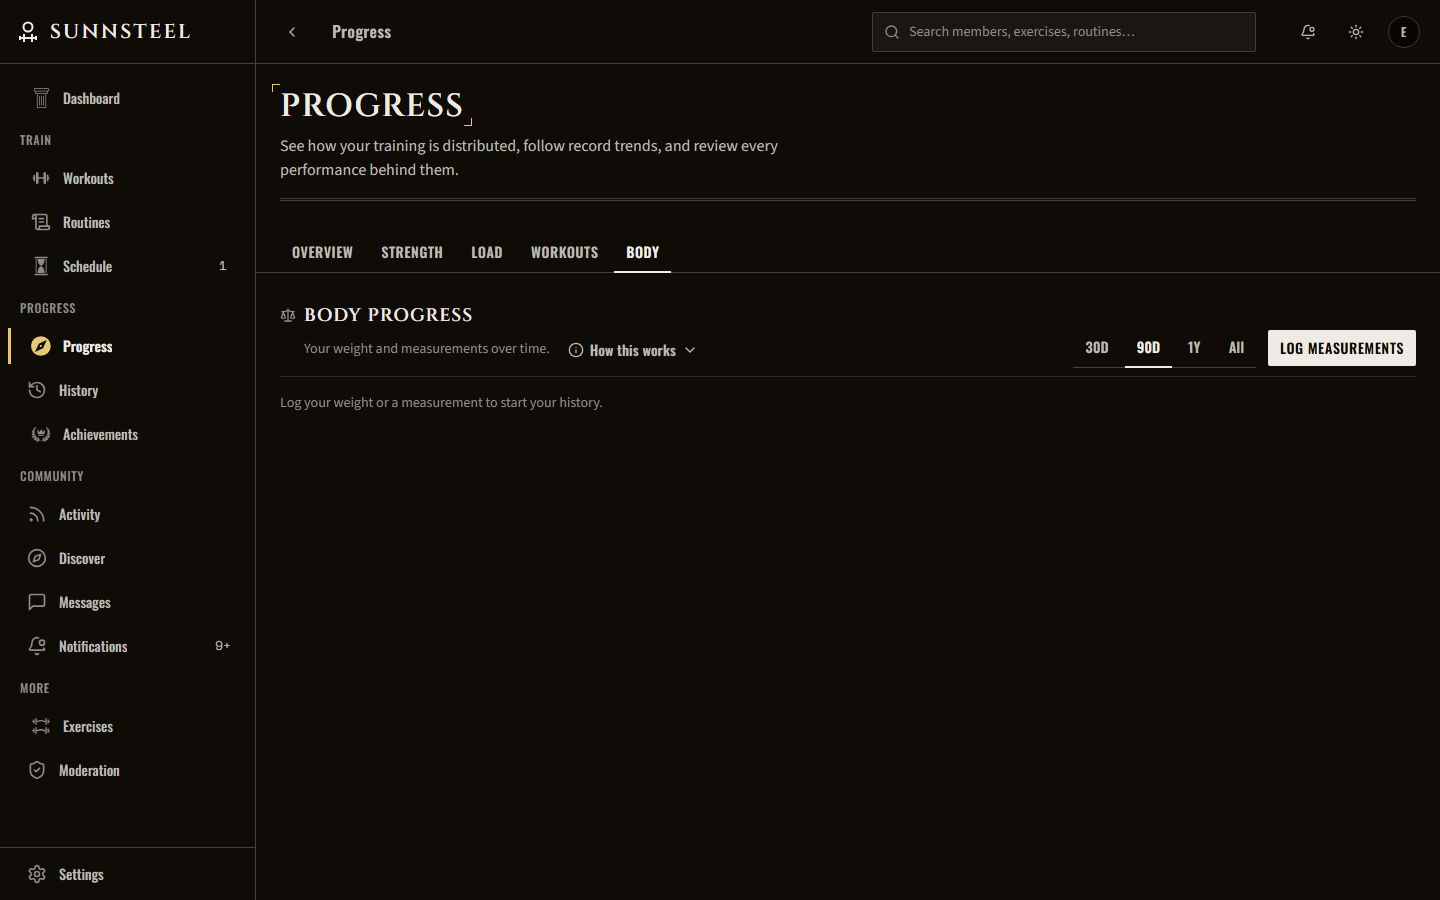 SUNNSTEEL
Progress
Search members, exercises, routines...
E
Dashboard
TRAIN
Workouts
Routines
Schedule 1
PROGRESS
Progress
History
Achievements
COMMUNITY
Activity
Discover
Messages
Notifications 9+
MORE
Exercises
Moderation
Settings
PROGRESS
See how your training is distributed, follow record trends, and review every
performance behind them.
OVERVIEW STRENGTH LOAD WORKOUTS BODY
BODY PROGRESS
Your weight and measurements over time. How this works
30D 90D 1Y All LOG MEASUREMENTS
Log your weight or a measurement to start your history.